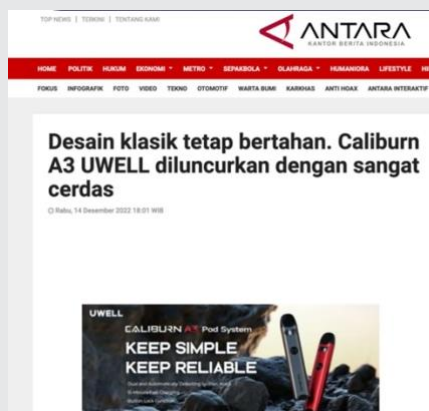 TOP NEWS | TERKINI | TENTANG KAMI
ANTARA
KANTOR BERITA INDONESIA
HOME POLITIK HUKUM EKONOMI METRO SEPAKBOLA OLAHRAGA HUMANIORA LIFESTYLE
FOKUS INFOGRAFIK FOTO VIDEO TEKNO OTOMOTIF WARTA BUMI KARKHAS ANTI HOAX ANTARA INTERAKTIF
Desain klasik tetap bertahan. Caliburn
A3 UWELL diluncurkan dengan sangat
cerdas
Rabu, 14 Desember 2022 18:01 WIB
UWELL
CALIBURN A3 Pod System
KEEP SIMPLE
KEEP RELIABLE